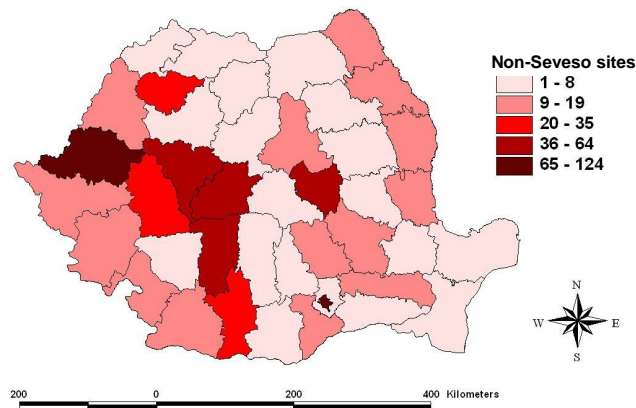 Non-Seveso sites
1 - 8
9 - 19
20 - 35
36 - 64
65 - 124
N
W E
S
200 0 200 400 Kilometers